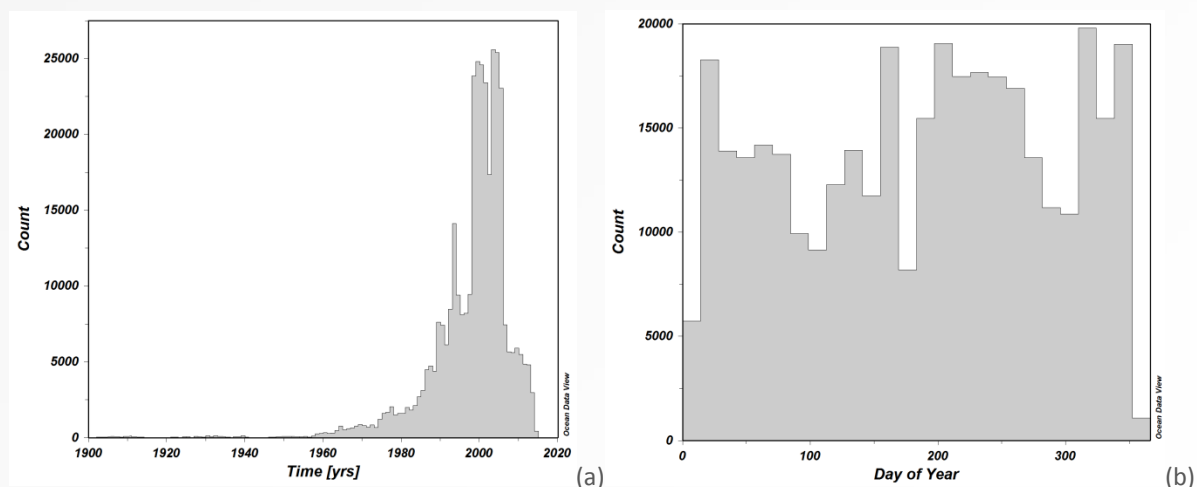 25000
20000
15000
10000
5000
0
Count
1900
1920
1940
1960
1980
2000
2020
Time [yrs]
Ocean Data View
(a)
20000
15000
10000
5000
0
Count
0
100
200
300
Day of Year
Ocean Data View
(b)